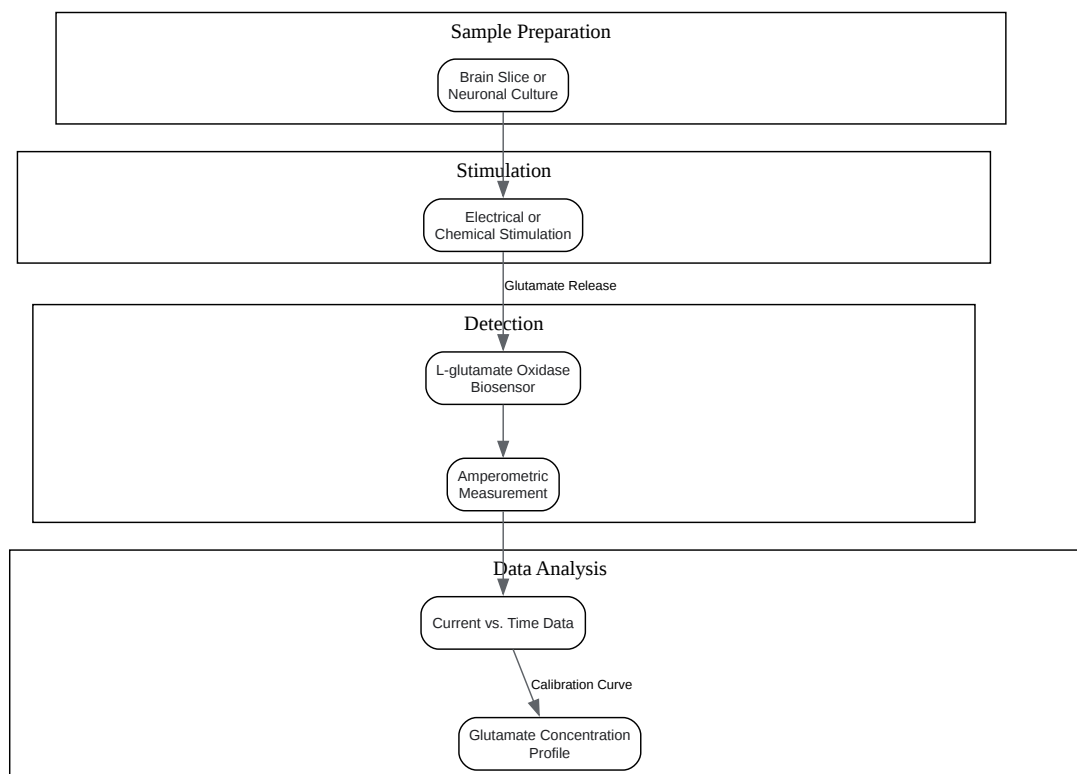 Sample Preparation
Brain Slice or
Neuronal Culture
Stimulation
Electrical or
Chemical Stimulation
Glutamate Release
Detection
L-glutamate Oxidase
Biosensor
Amperometric
Measurement
Data Analysis
Current vs. Time Data
Calibration Curve
Glutamate Concentration
Profile